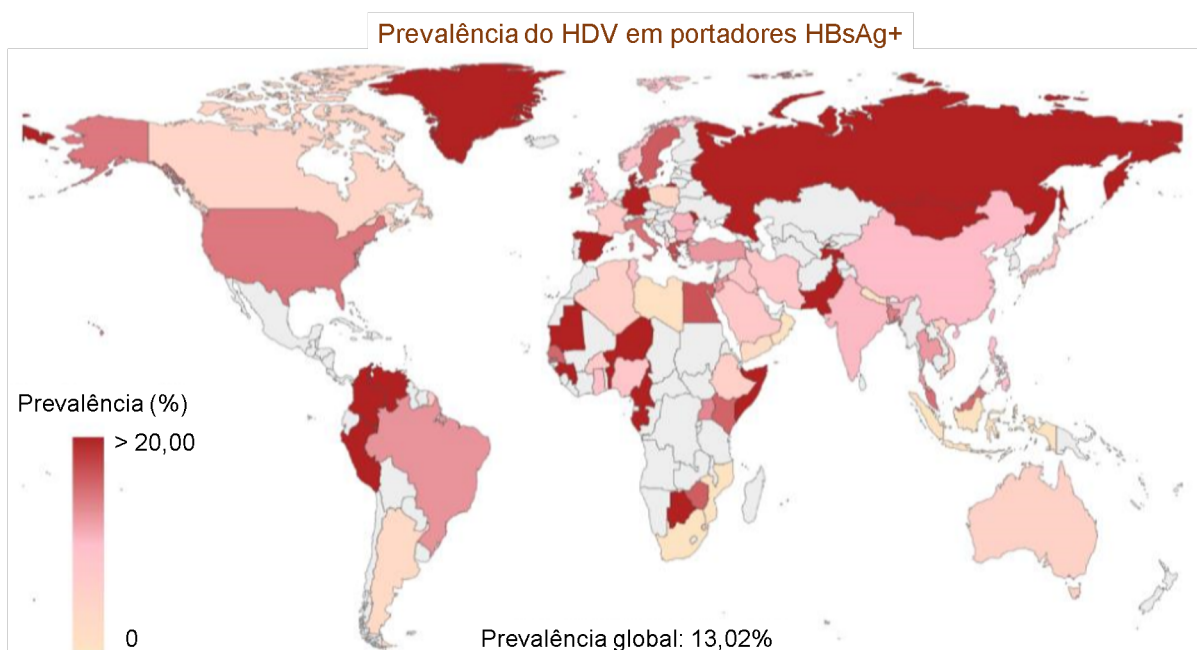 Prevalência do HDV em portadores HBsAg+
Prevalência (%)
> 20,00
0
Prevalência global: 13,02%